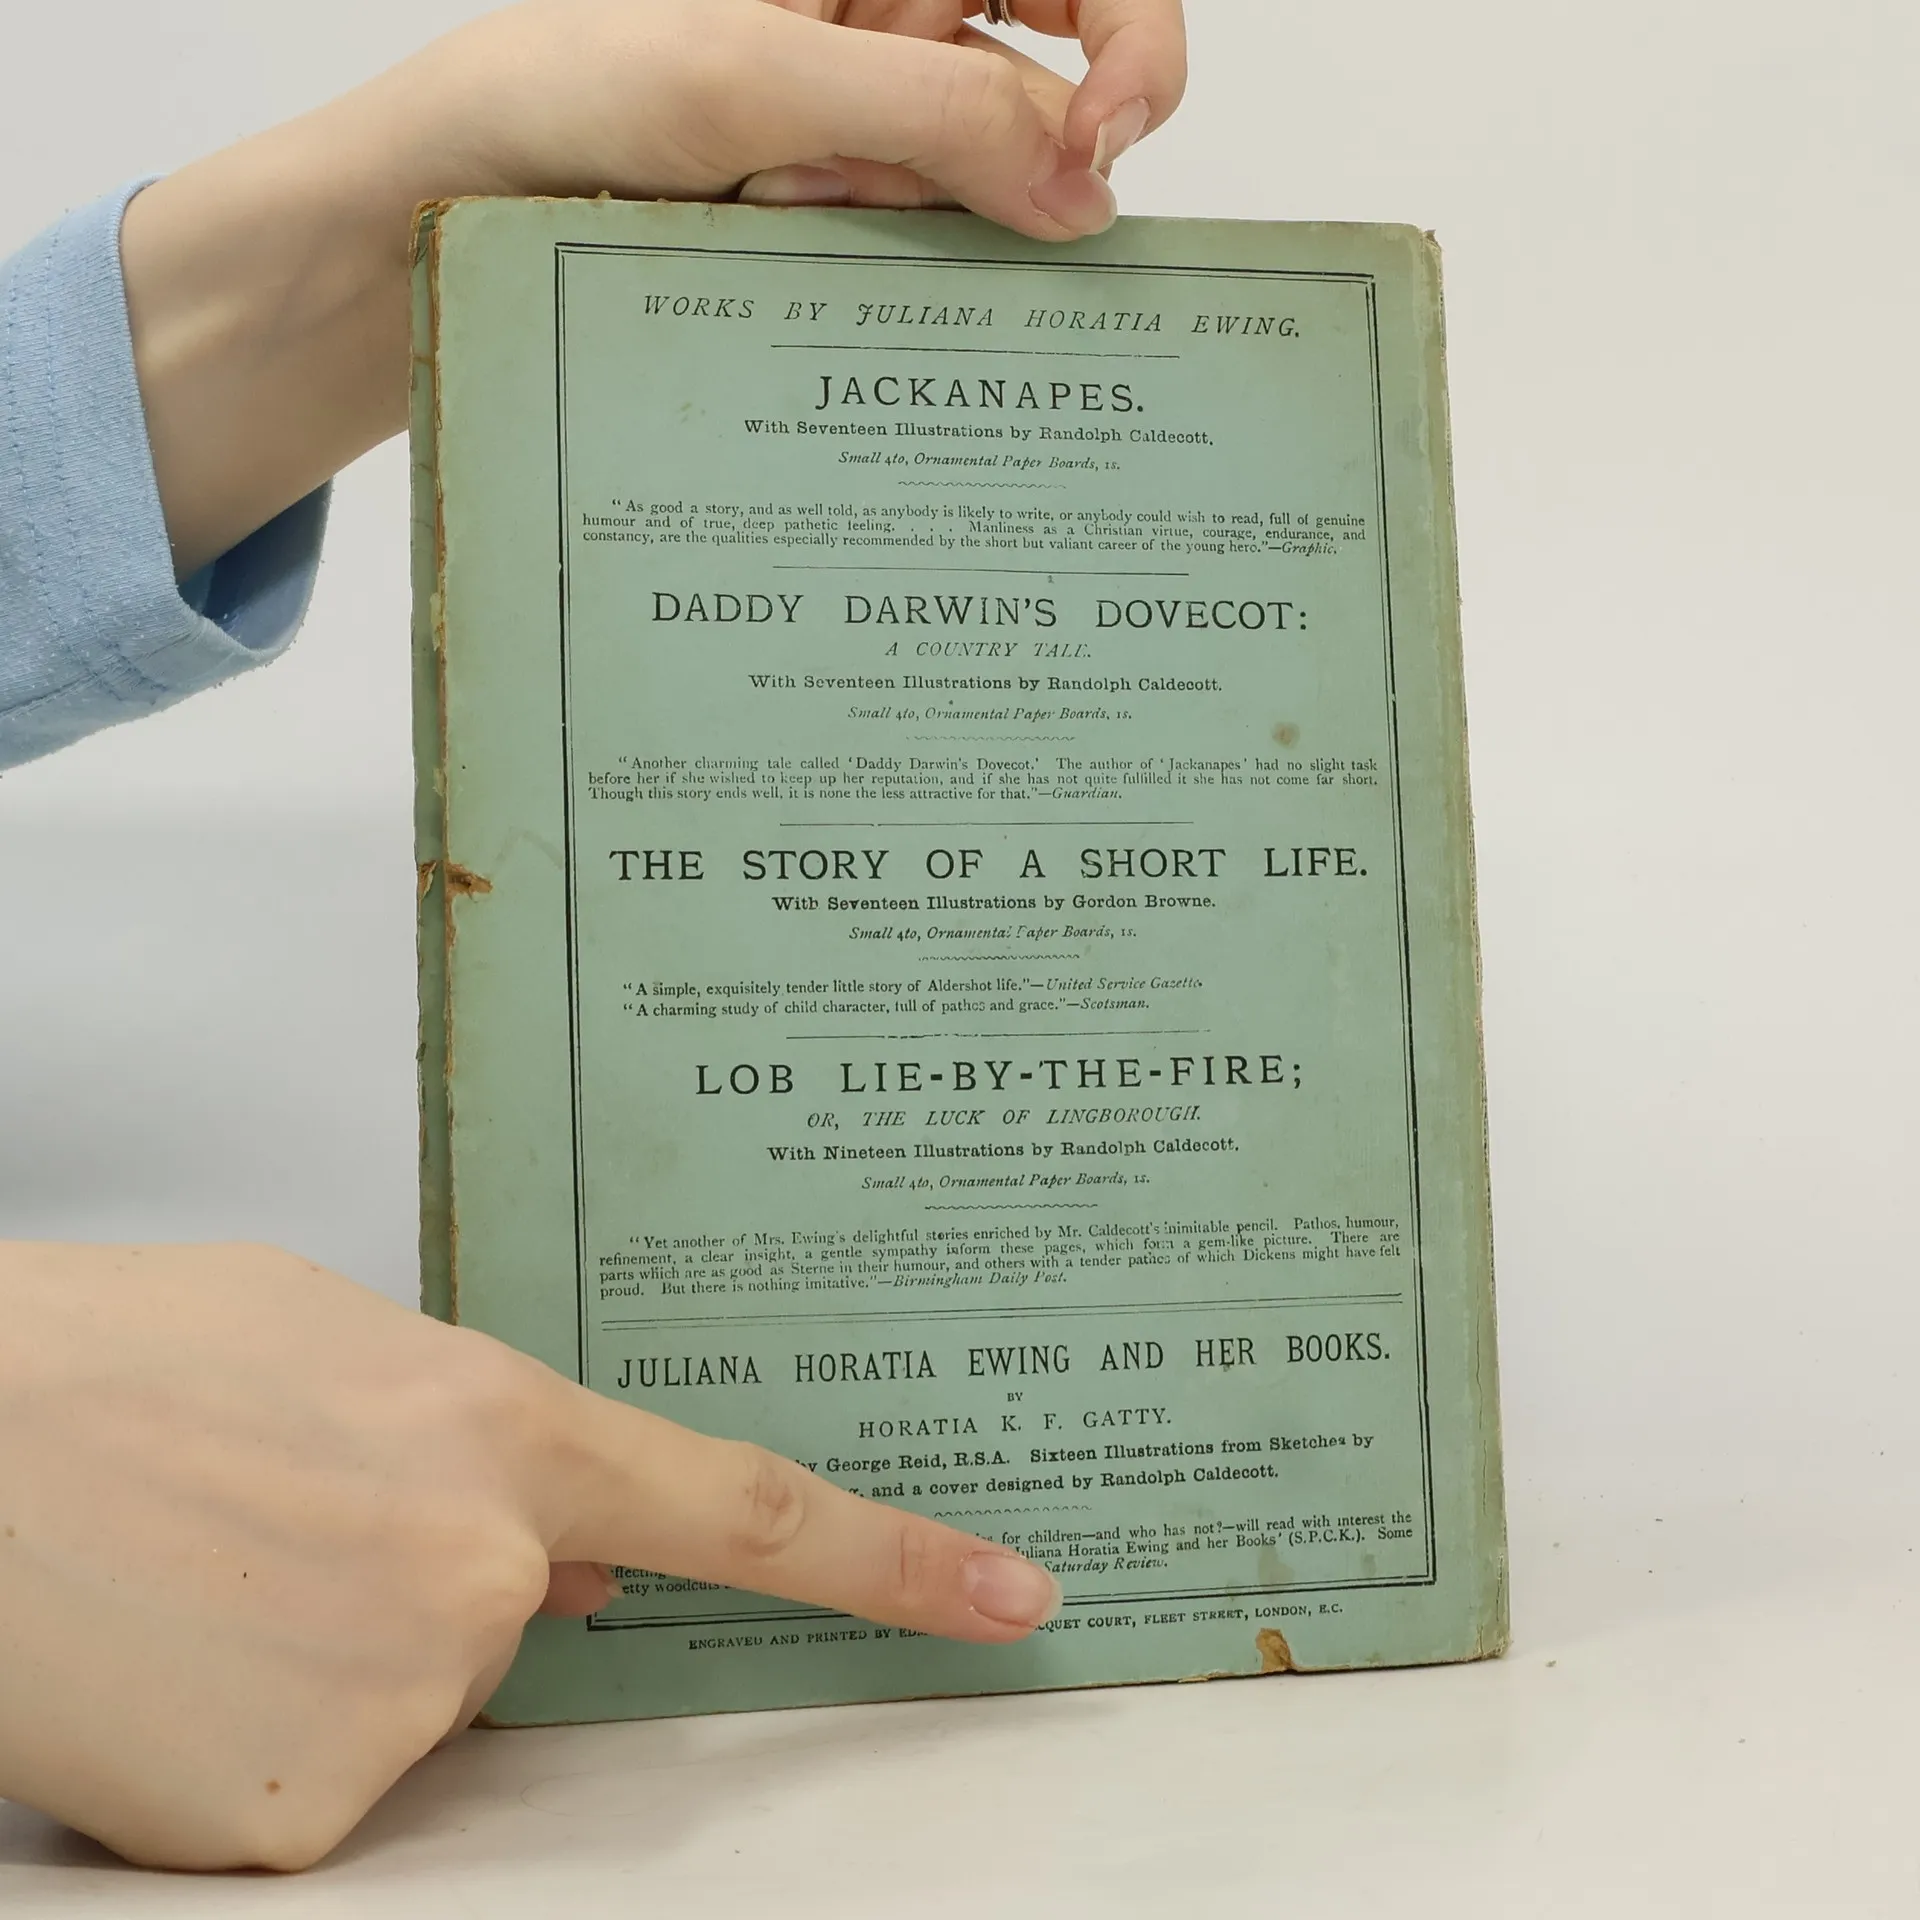 WORKS BY JULIANA HORATIA EWING.
JACKANAPES.
With Seventeen Illustrations by Randolph Caldecott.
Small 4to, Ornamental Paper Boards, 1s.
“As good a story, and as well told, as anybody is likely to write, or anybody could wish to read, full of genuine
humour and of true, deep pathetic feeling. . . . Manliness as a Christian virtue, courage, endurance, and
constancy, are the qualities especially recommended by the short but valiant career of the young hero.”—Graphic.
DADDY DARWIN'S DOVECOT:
A COUNTRY TALE.
With Seventeen Illustrations by Randolph Caldecott.
Small 4to, Ornamental Paper Boards, 1s.
“Another charming tale called ‘Daddy Darwin's Dovecot.’ The author of ‘Jackanapes’ had no slight task
before her if she wished to keep up her reputation, and if she has not quite fulfilled it she has not come far short.
Though this story ends well, it is none the less attractive for that.”—Guardian.
THE STORY OF A SHORT LIFE.
With Seventeen Illustrations by Gordon Browne.
Small 4to, Ornamental Paper Boards, 1s.
“A simple, exquisitely tender little story of Aldershot life.”—United Service Gazette.
“A charming study of child character, full of pathos and grace.”—Scotsman.
LOB LIE-BY-THE-FIRE;
OR, THE LUCK OF LINGBOROUGH.
With Nineteen Illustrations by Randolph Caldecott.
Small 4to, Ornamental Paper Boards, 1s.
“Yet another of Mrs. Ewing's delightful stories enriched by Mr. Caldecott's inimitable pencil. Pathos, humour,
refinement, a clear insight, a gentle sympathy inform these pages, which form a gem-like picture. There are
parts which are as good as Sterne in their humour, and others with a tender pathos of which Dickens might have felt
proud. But there is nothing imitative.”—Birmingham Daily Post.
JULIANA HORATIA EWING AND HER BOOKS.
BY
HORATIA K. F. GATTY.
by George Reid, R.S.A. Sixteen Illustrations from Sketches by
and a cover designed by Randolph Caldecott.
for children—and who has not?—will read with interest the
Juliana Horatia Ewing and her Books’ (S.P.C.K.). Some
Saturday Review.
etty woodcuts
ENGRAVED AND PRINTED BY COURT, FLEET STREET, LONDON, E.C.